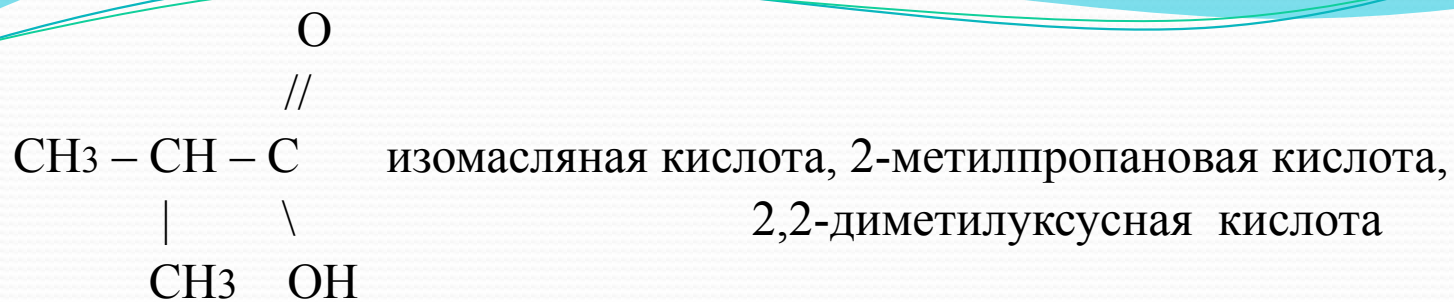 O
//
CH3 – CH – C изомасляная кислота, 2-метилпропановая кислота,
| \ 2,2-диметилуксусная кислота
CH3 OH